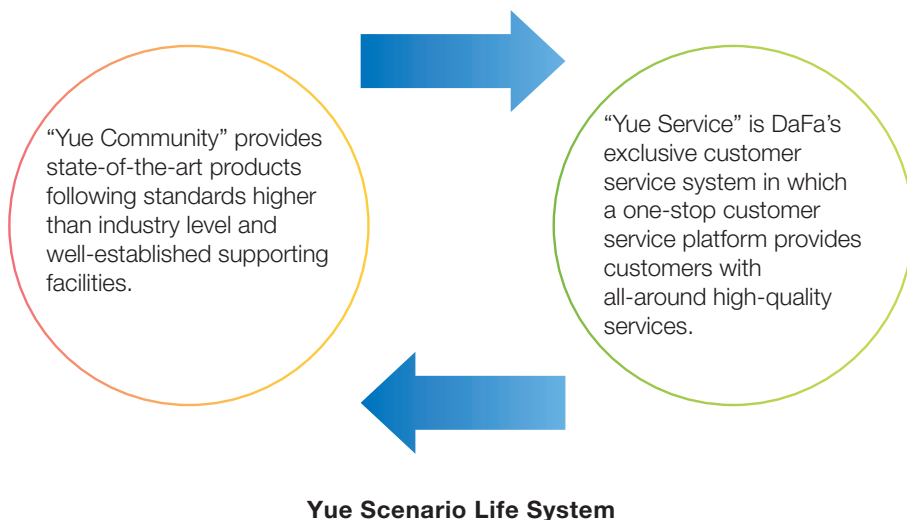 “Yue Community” provides
state-of-the-art products
following standards higher
than industry level and
well-established supporting
facilities.
“Yue Service” is DaFa’s
exclusive customer
service system in which
a one-stop customer
service platform provides
customers with
all-around high-quality
services.
Yue Scenario Life System